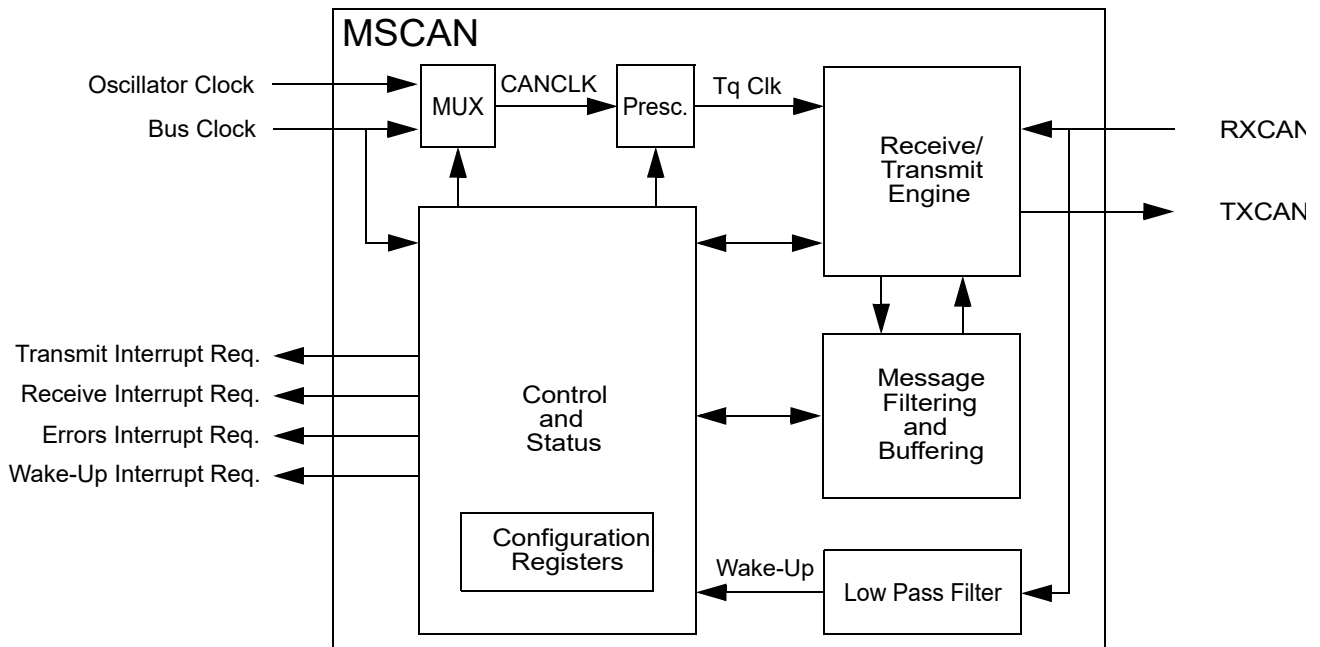 MSCAN
Oscillator Clock
Bus Clock
MUX
CANCLK
Presc.
Tq Clk
Receive/
Transmit
Engine
RXCAN
TXCAN
Transmit Interrupt Req.
Receive Interrupt Req.
Errors Interrupt Req.
Wake-Up Interrupt Req.
Control
and
Status
Message
Filtering
and
Buffering
Configuration
Registers
Wake-Up
Low Pass Filter